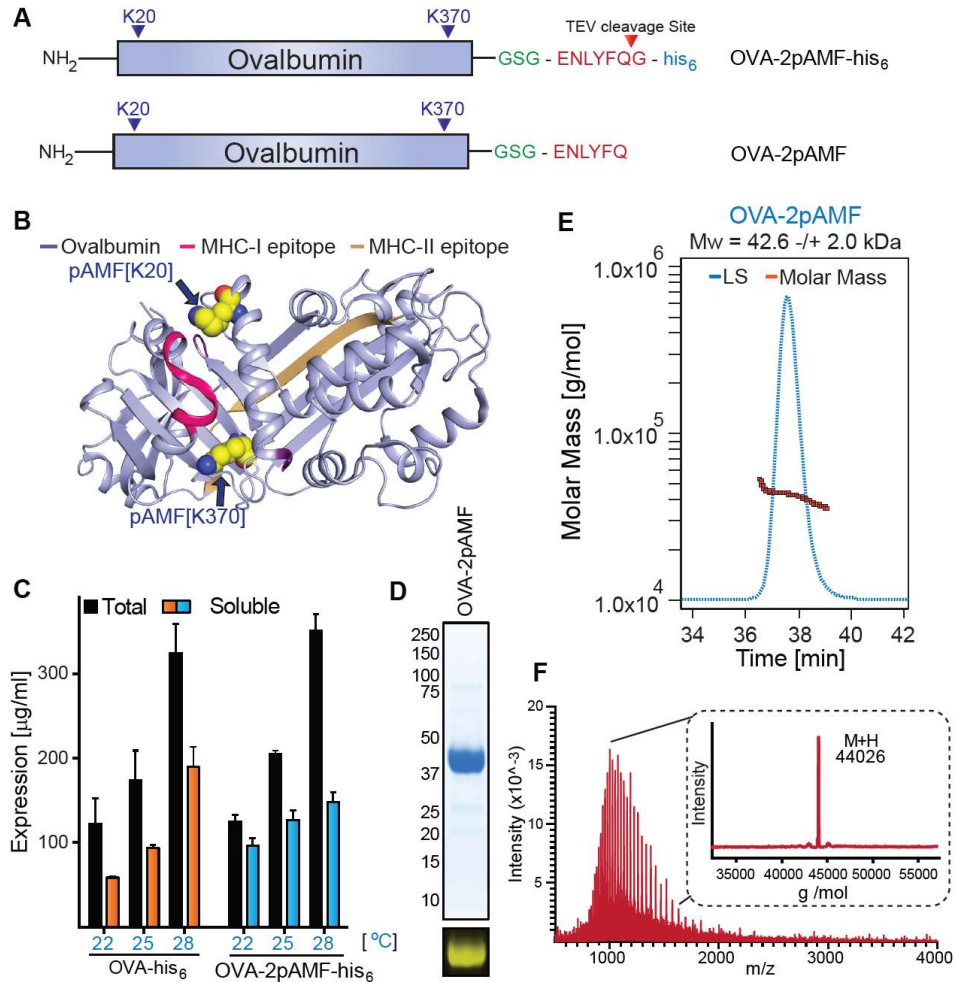 A
K20 K370
TEV cleavage Site
NH2 Ovalbumin GSG - ENLYFQG - his6 OVA-2pAMF-his6
K20 K370
NH2 Ovalbumin GSG - ENLYFQ OVA-2pAMF
B
Ovalbumin MHC-I epitope MHC-II epitope
pAMF[K20]
pAMF[K370]
C
Total Soluble
Expression [µg/ml]
300
200
100
22 25 28 22 25 28 [ºC]
OVA-his6 OVA-2pAMF-his6
D
OVA-2pAMF
250
150
100
75
50
37
25
20
15
10
E
OVA-2pAMF
Mw = 42.6 -/+ 2.0 kDa
LS Molar Mass
Molar Mass [g/mol]
1.0x10^6
1.0x10^5
1.0x10^4
34 36 38 40 42
Time [min]
F
Intensity (x10^-3)
20
15
10
5
1000 2000 3000 4000
m/z
M+H
44026
Intensity
35000 40000 45000 50000 55000
g /mol